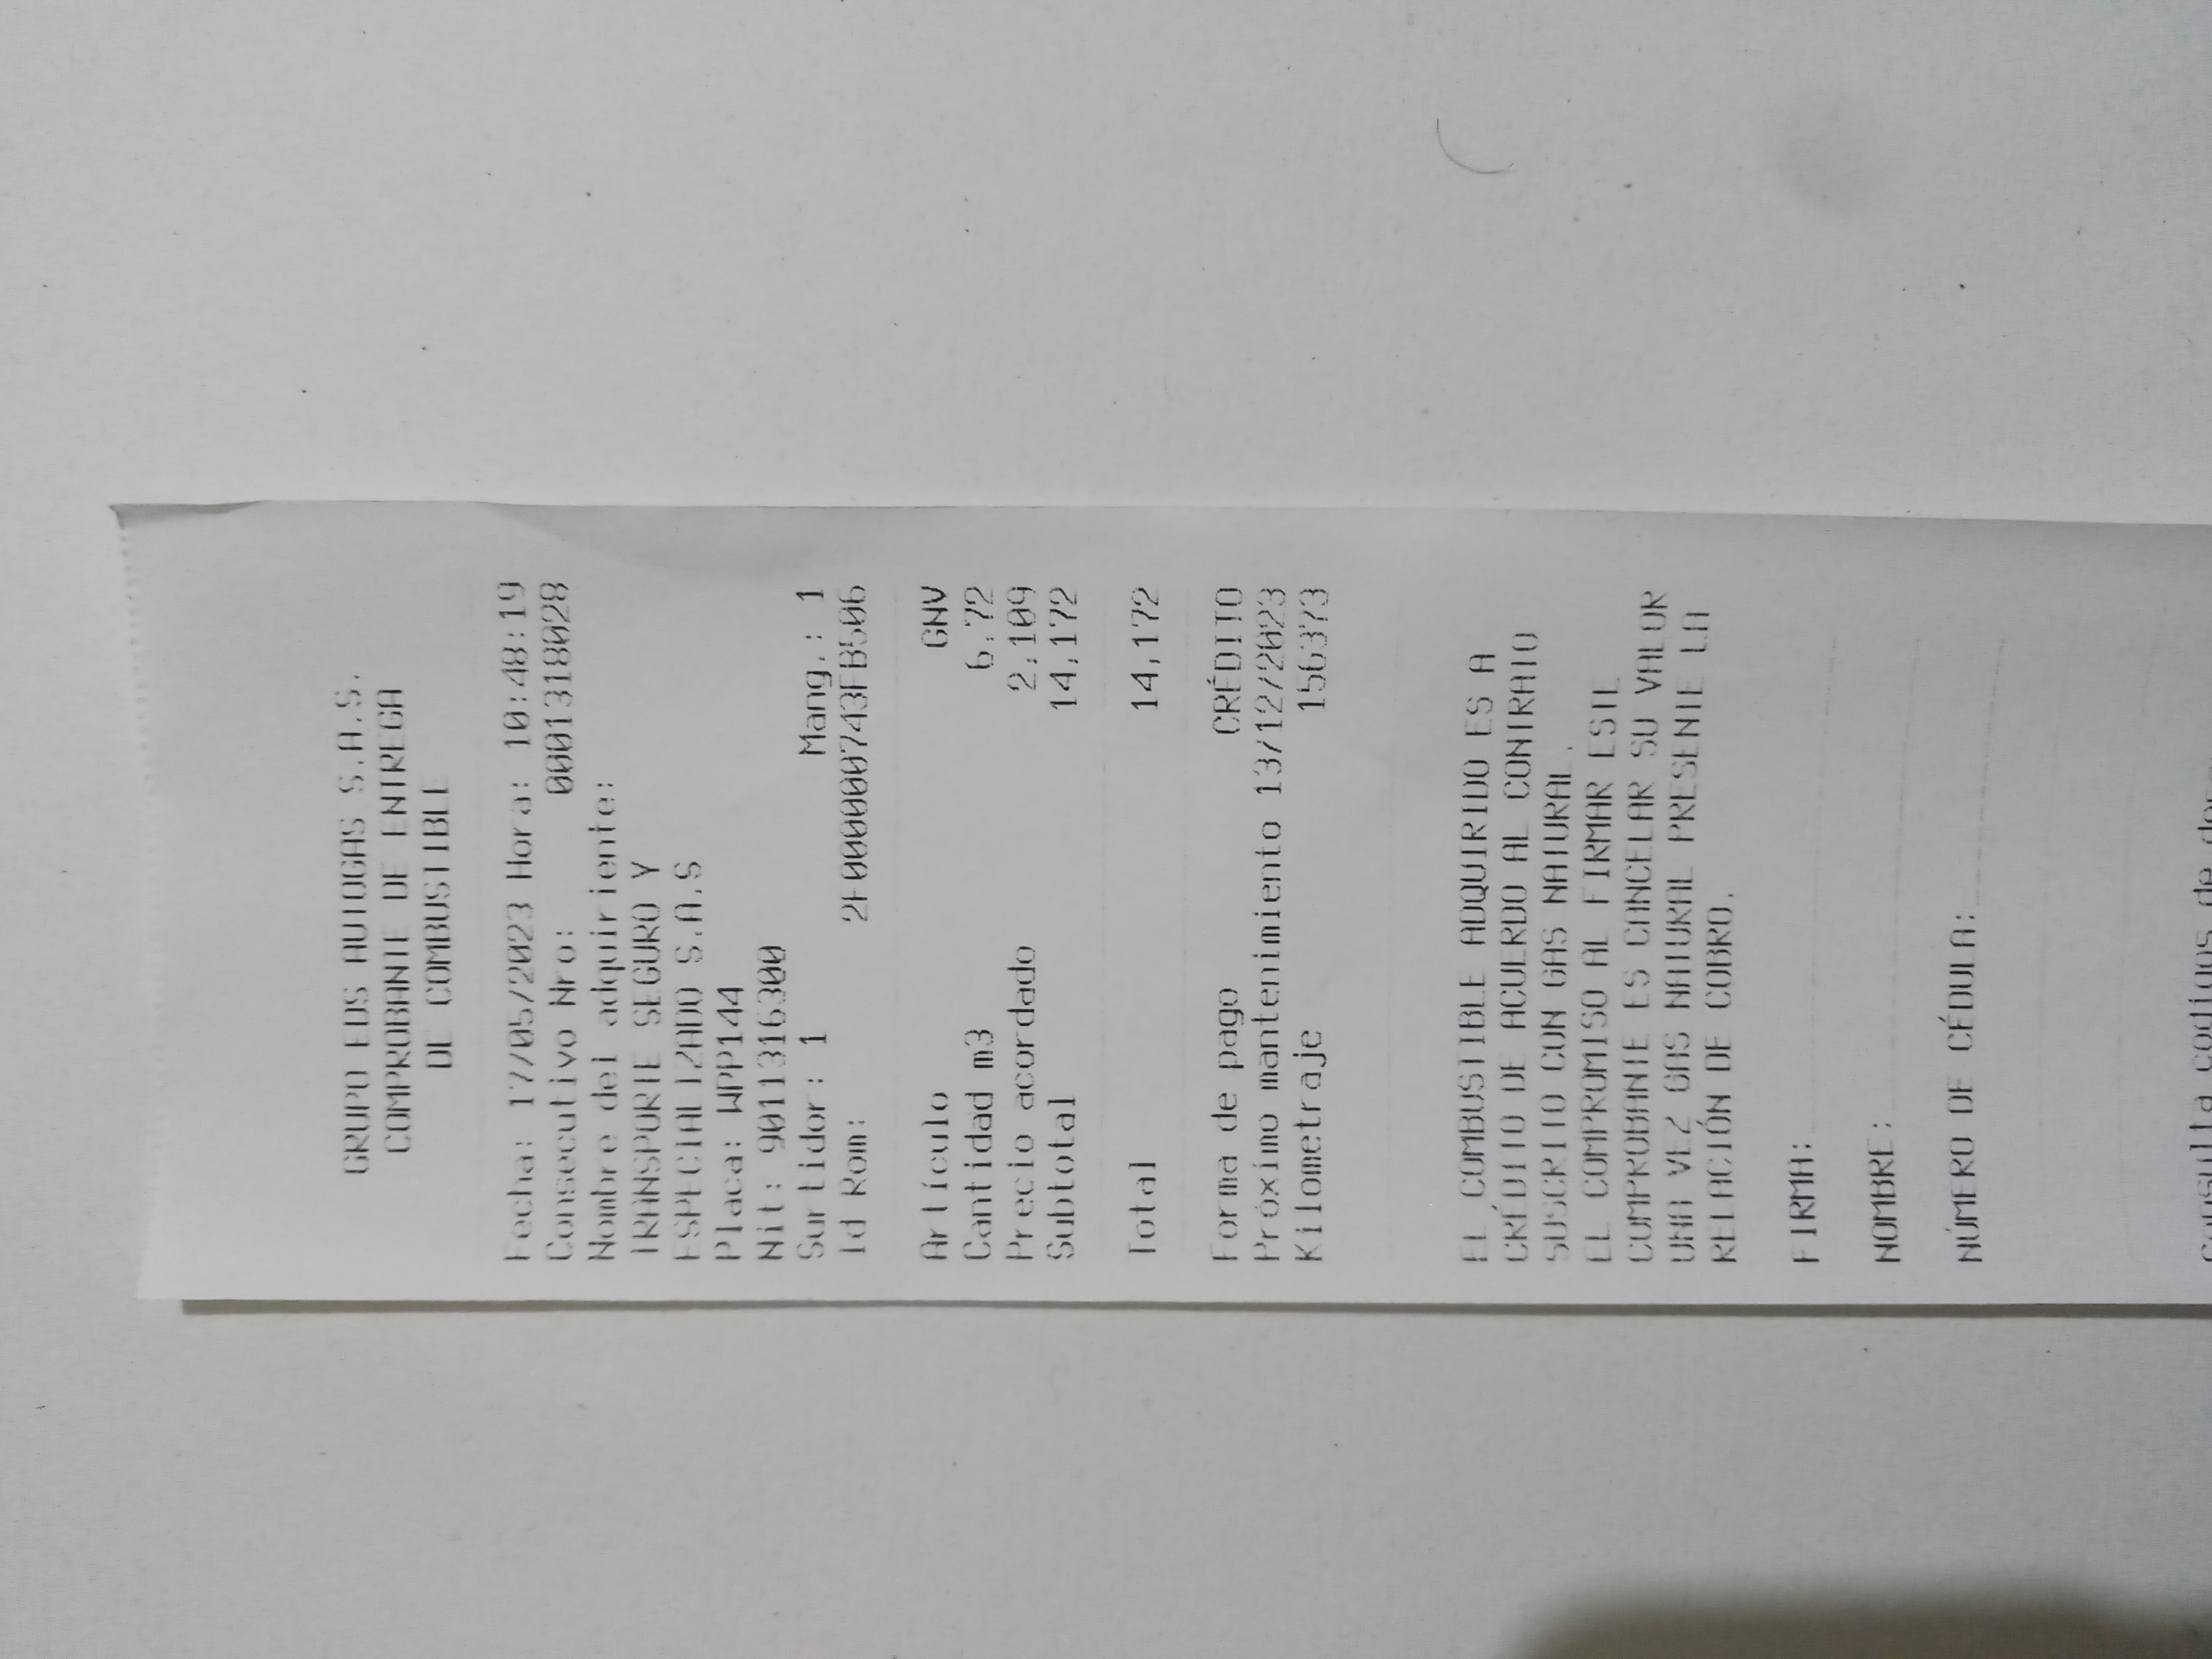 GRUPO EDS AUTOGAS S.A.S.
COMPROBANTE DE ENTREGA
DE COMBUSTIBLE
Fecha: 17/05/2023 Hora: 10:48:19
Consecutivo Nro: 0001318028
Nombre del adquiriente:
TRANSPORTE SEGURO Y
ESPECIALIZADO S.A.S
Placa: WPP144
Nit: 9011316300
Surtidor: 1 Mang.: 1
Id Rom: 2F000000743FB506
Artículo GNV
Cantidad m3 6.72
Precio acordado 2,109
Subtotal 14,172
Total 14,172
Forma de pago CRÉDITO
Próximo mantenimiento 13/12/2023
Kilometraje 156373
EL COMBUSTIBLE ADQUIRIDO ES A
CRÉDITO DE ACUERDO AL CONTRATO
SUSCRITO CON GAS NATURAL.
EL COMPROMISO AL FIRMAR ESTE
COMPROBANTE ES CANCELAR SU VALOR
UNA VEZ GAS NATURAL PRESENTE LA
RELACIÓN DE COBRO.
FIRMA:
NOMBRE:
NÚMERO DE CÉDULA:
códigos de